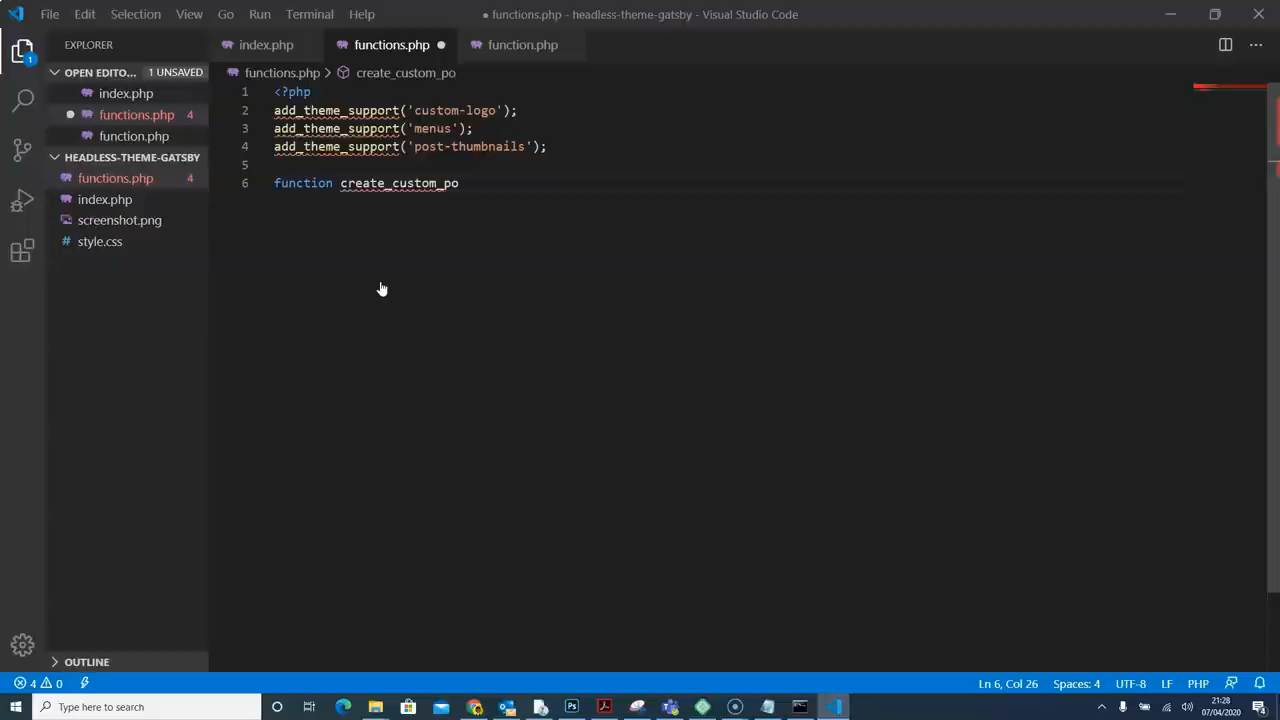 File Edit Selection View Go Run Terminal Help
● functions.php - headless-theme-gatsby - Visual Studio Code
EXPLORER
index.php functions.php ● function.php
OPEN EDITO... 1 UNSAVED
functions.php > create_custom_po
index.php
functions.php 4
function.php
HEADLESS-THEME-GATSBY
functions.php 4
index.php
screenshot.png
# style.css
1 <?php
2 add_theme_support('custom-logo');
3 add_theme_support('menus');
4 add_theme_support('post-thumbnails');
5
6 function create_custom_po
1
OUTLINE
4 0 Ln 6, Col 26 Spaces: 4 UTF-8 LF PHP
Type here to search
21:28
07/04/2020